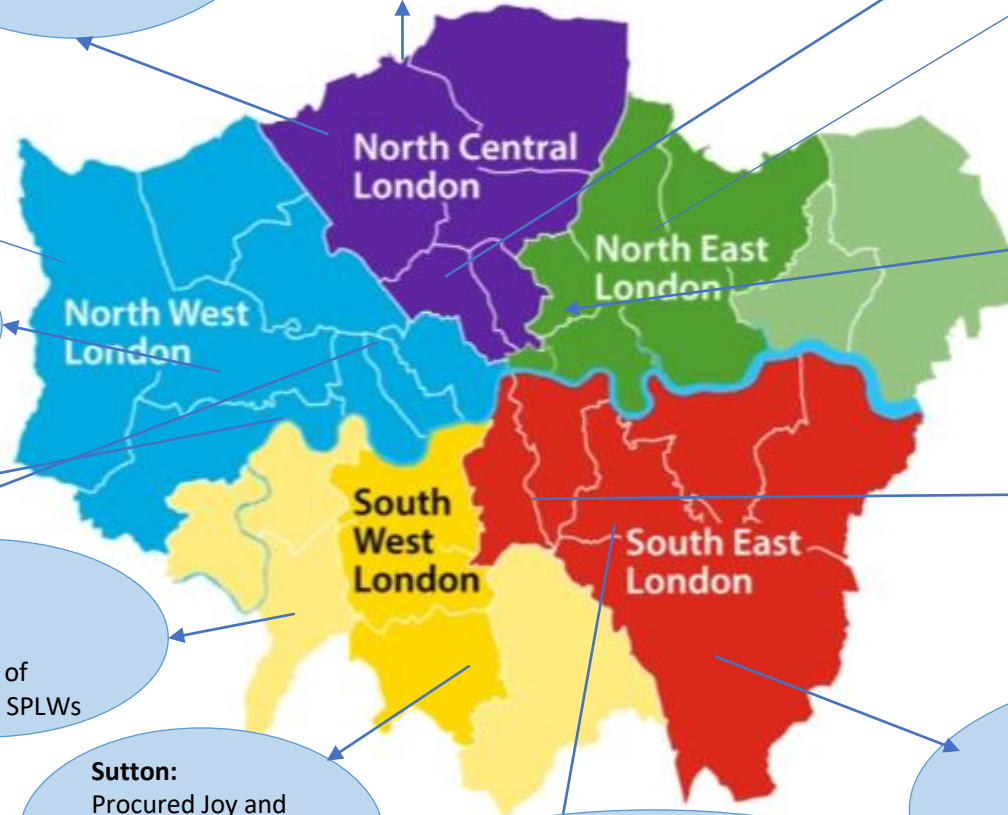 North Central
London
North East
London
North West
London
South
West
London
South East
London
of
SPLWs
Sutton:
Procured Joy and